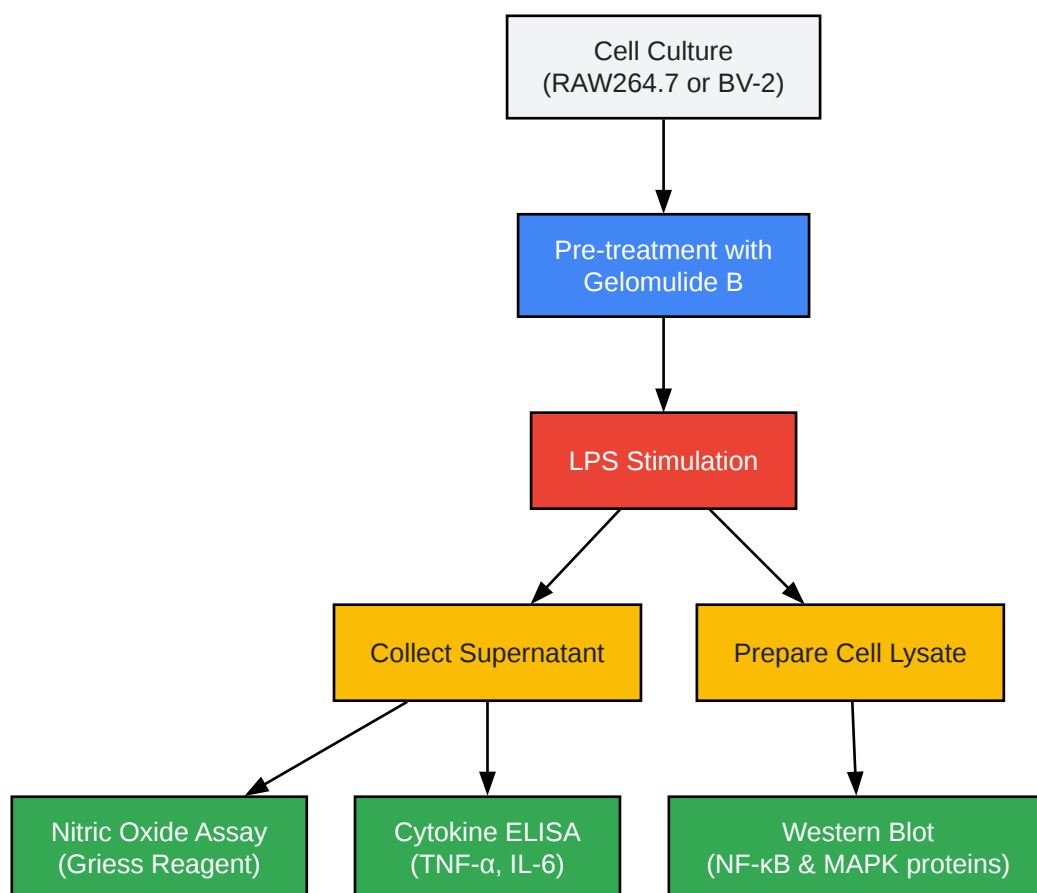 Cell Culture
(RAW264.7 or BV-2)
Pre-treatment with
Gelomulide B
LPS Stimulation
Collect Supernatant
Prepare Cell Lysate
Nitric Oxide Assay
(Griess Reagent)
Cytokine ELISA
(TNF-α, IL-6)
Western Blot
(NF-κB & MAPK proteins)